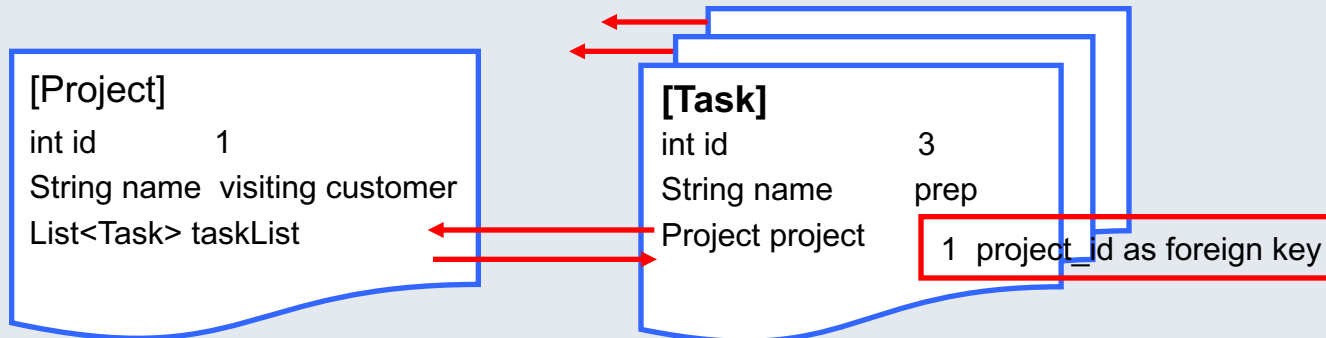 [Project]
int id 1
String name visiting customer
List<Task> taskList
[Task]
int id 3
String name prep
Project project 1 project_id as foreign key